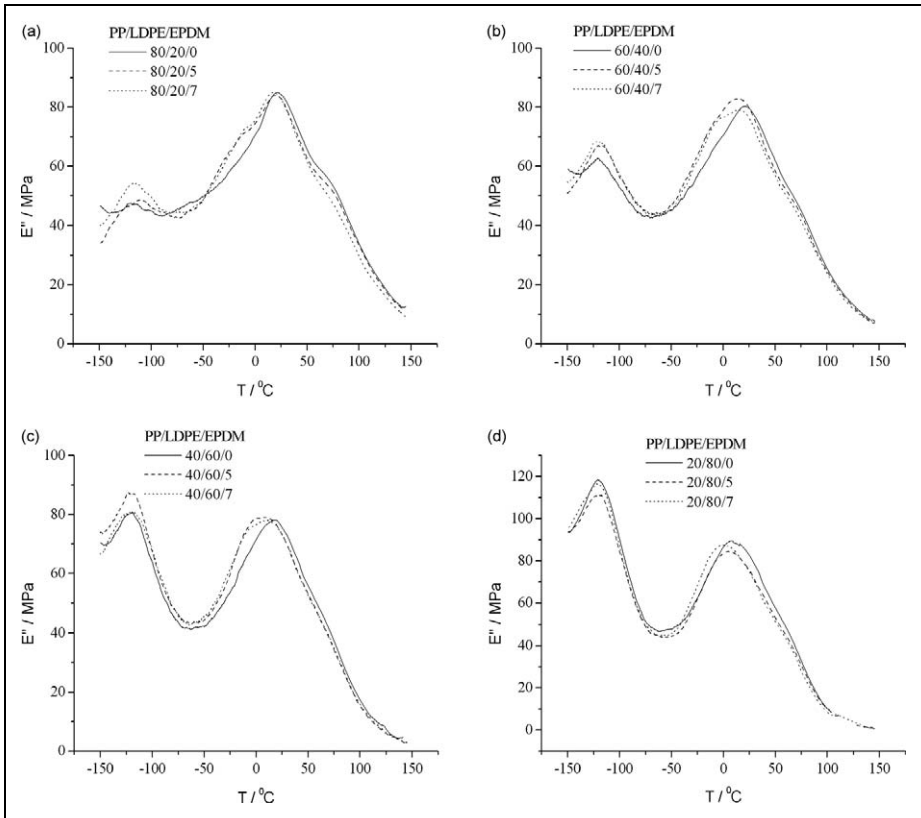 (a)
PP/LDPE/EPDM
80/20/0
80/20/5
80/20/7
100
80
60
40
20
0
E" / MPa
-150 -100 -50 0 50 100 150
T / ⁰C
(b)
PP/LDPE/EPDM
60/40/0
60/40/5
60/40/7
100
80
60
40
20
0
E" / MPa
-150 -100 -50 0 50 100 150
T / ⁰C
(c)
PP/LDPE/EPDM
40/60/0
40/60/5
40/60/7
100
80
60
40
20
0
E" / MPa
-150 -100 -50 0 50 100 150
T / ⁰C
(d)
PP/LDPE/EPDM
20/80/0
20/80/5
20/80/7
120
100
80
60
40
20
0
E" / MPa
-150 -100 -50 0 50 100 150
T / ⁰C